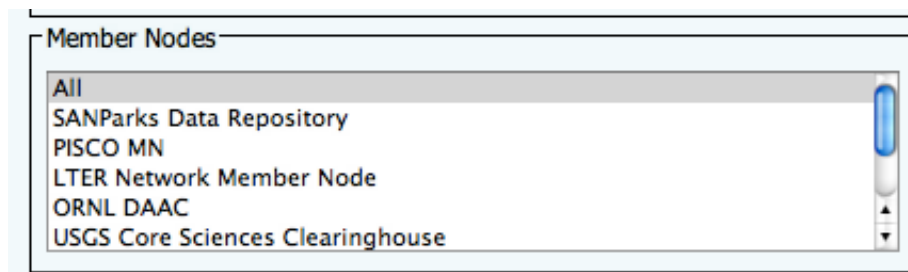 Member Nodes
All
SANParks Data Repository
PISCO MN
LTER Network Member Node
ORNL DAAC
USGS Core Sciences Clearinghouse